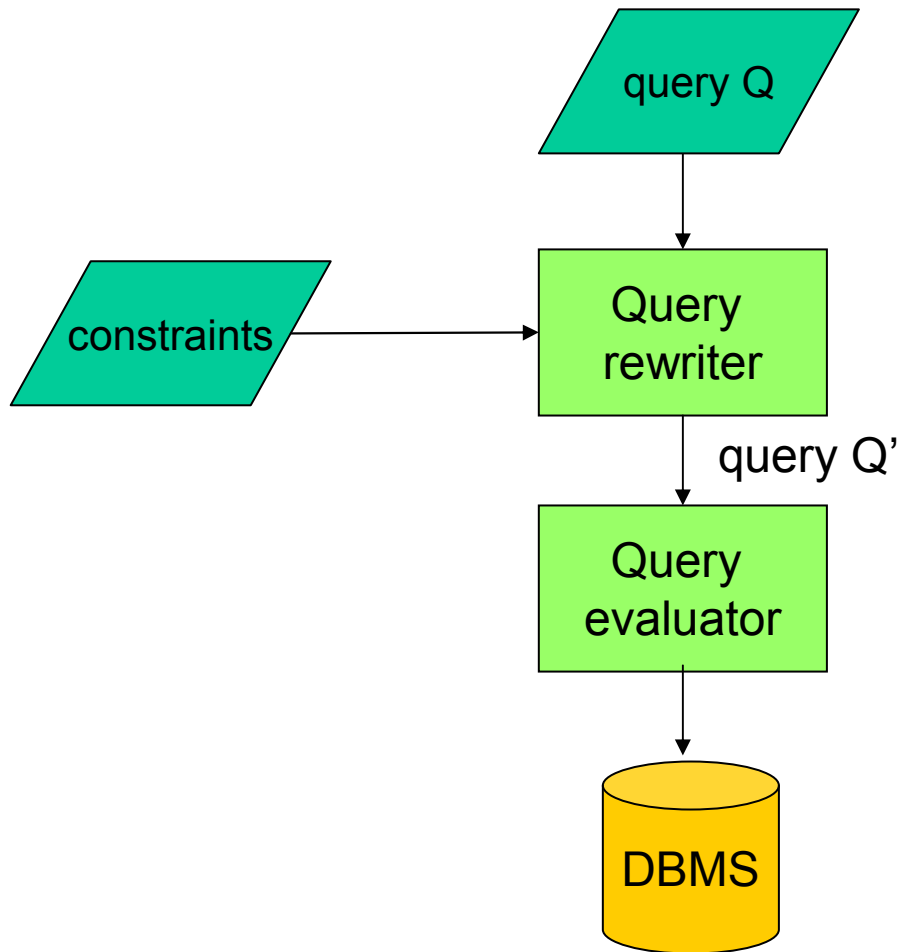 query Q
constraints
Query
rewriter
query Q’
Query
evaluator
DBMS